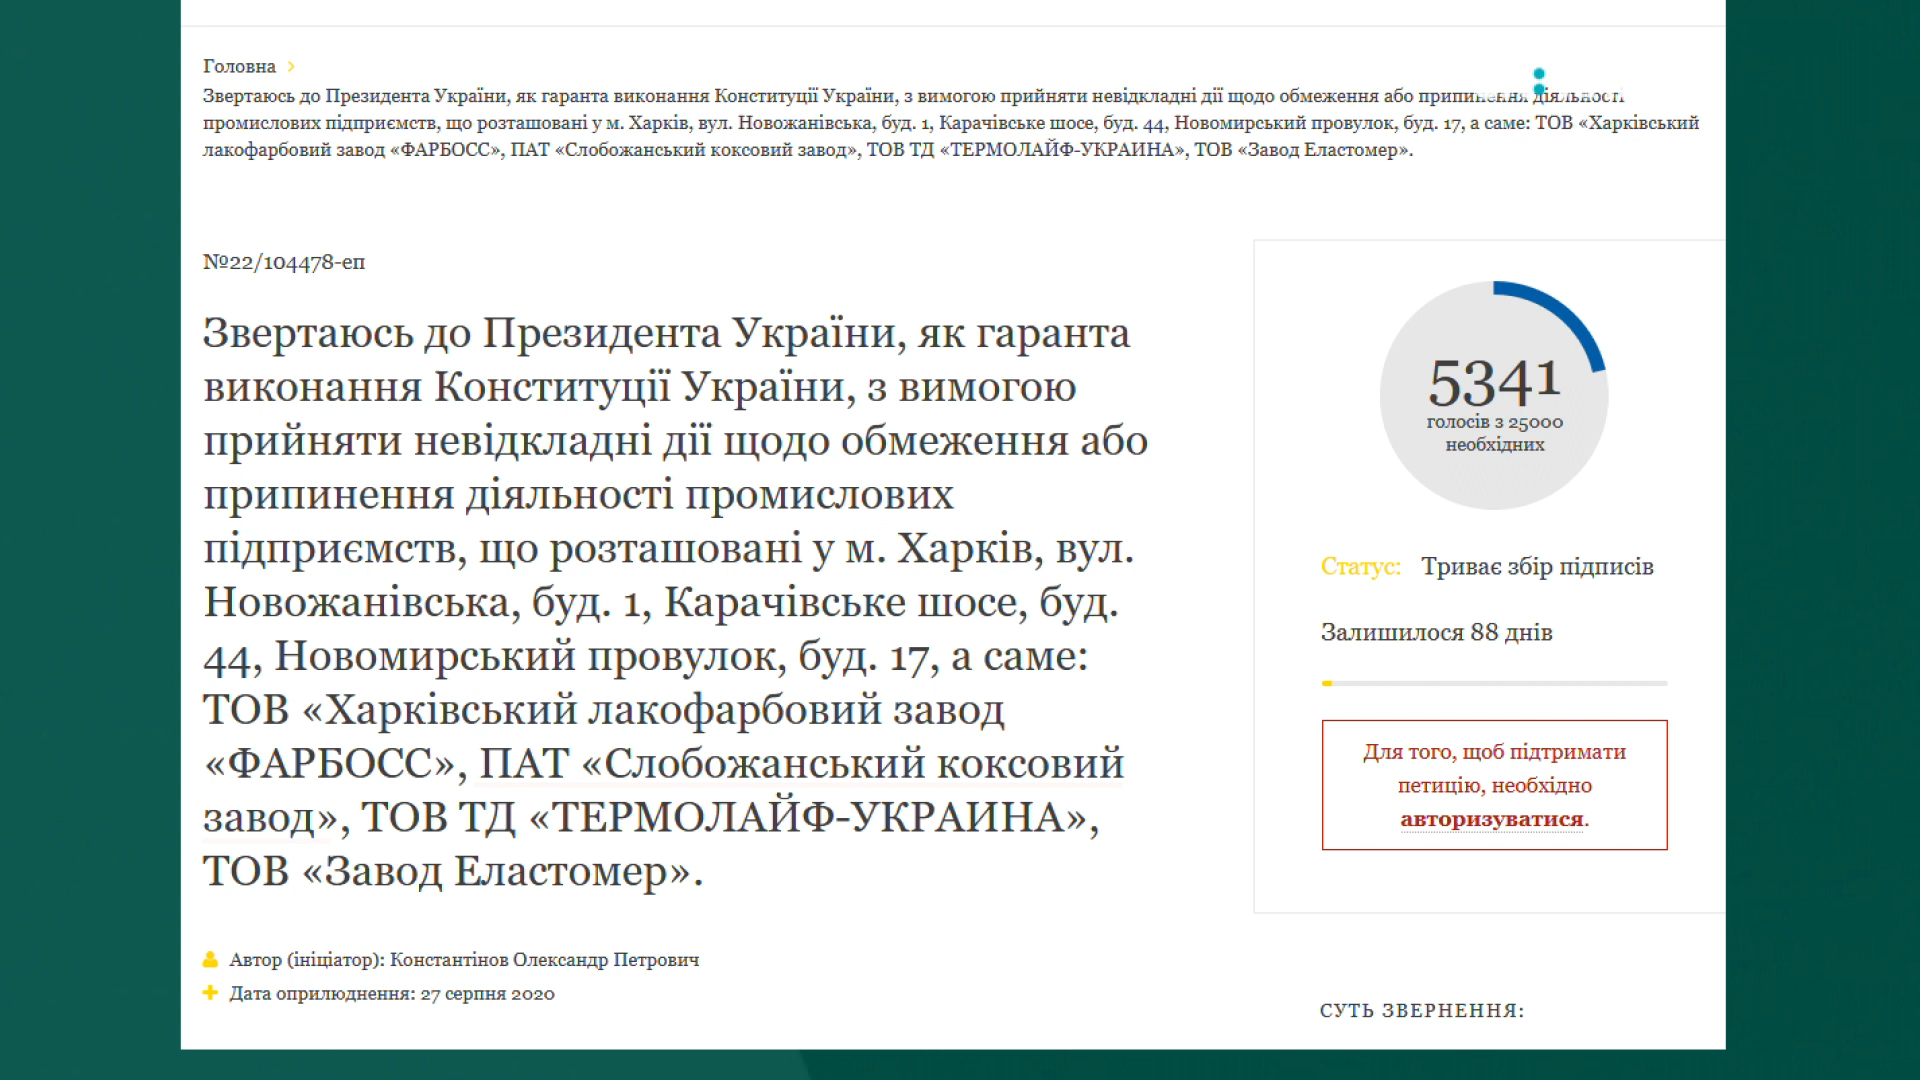 Головна
Звертаюсь до Президента України, як гаранта виконання Конституції України, з вимогою прийняти невідкладні дії щодо обмеження або припинення діяльності
промислових підприємств, що розташовані у м. Харків, вул. Новожанівська, буд. 1, Карачівське шосе, буд. 44, Новомирський провулок, буд. 17, а саме: ТОВ «Харківський
лакофарбовий завод «ФАРБОСС», ПАТ «Слобожанський коксовий завод», ТОВ ТД «ТЕРМОЛАЙФ-УКРАИНА», ТОВ «Завод Еластомер».
№22/104478-еп
Звертаюсь до Президента України, як гаранта
виконання Конституції України, з вимогою
прийняти невідкладні дії щодо обмеження або
припинення діяльності промислових
підприємств, що розташовані у м. Харків, вул.
Новожанівська, буд. 1, Карачівське шосе, буд.
44, Новомирський провулок, буд. 17, а саме:
ТОВ «Харківський лакофарбовий завод
«ФАРБОСС», ПАТ «Слобожанський коксовий
завод», ТОВ ТД «ТЕРМОЛАЙФ-УКРАИНА»,
ТОВ «Завод Еластомер».
Автор (ініціатор): Константінов Олександр Петрович
Дата оприлюднення: 27 серпня 2020
5341
голосів з 25000
необхідних
Статус: Триває збір підписів
Залишилося 88 днів
Для того, щоб підтримати
петицію, необхідно
авторизуватися.
СУТЬ ЗВЕРНЕННЯ: